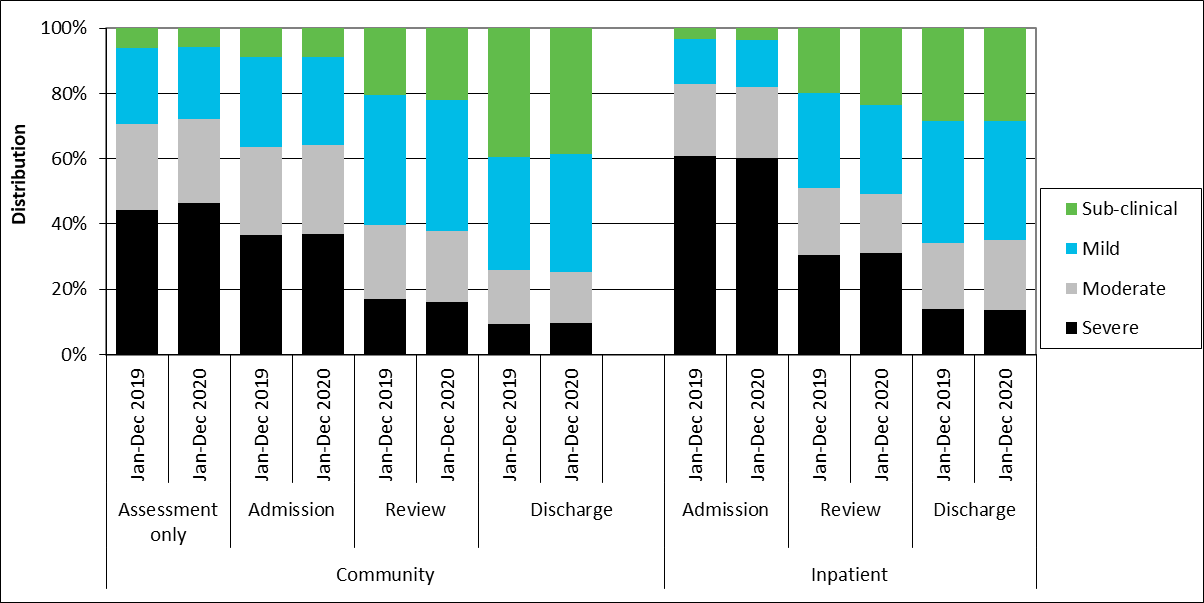 100%
80%
60%
40%
20%
0%
Distribution
Jan-Dec 2019
Jan-Dec 2020
Jan-Dec 2019
Jan-Dec 2020
Jan-Dec 2019
Jan-Dec 2020
Jan-Dec 2019
Jan-Dec 2020
Jan-Dec 2019
Jan-Dec 2020
Jan-Dec 2019
Jan-Dec 2020
Jan-Dec 2019
Jan-Dec 2020
Assessment
only
Admission
Review
Discharge
Admission
Review
Discharge
Community
Inpatient
Sub-clinical
Mild
Moderate
Severe